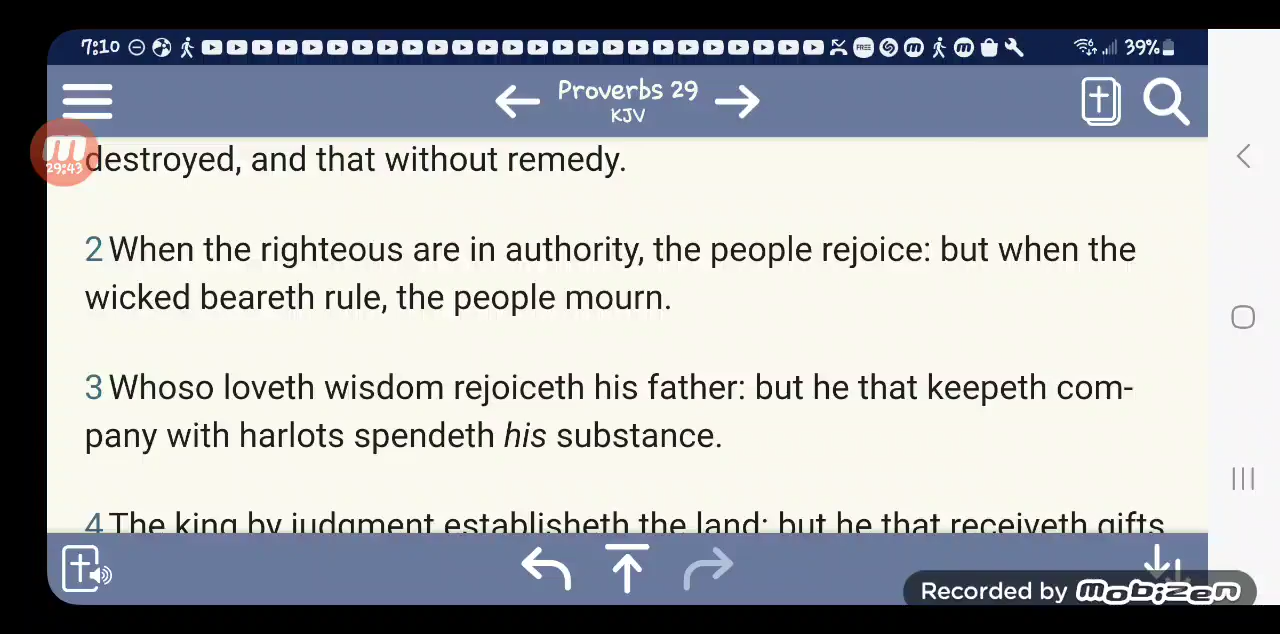 7:10 FREE 39%
Proverbs 29
KJV
29:43
destroyed, and that without remedy.
2 When the righteous are in authority, the people rejoice: but when the
wicked beareth rule, the people mourn.
3 Whoso loveth wisdom rejoiceth his father: but he that keepeth com-
pany with harlots spendeth his substance.
4 The king by judgment establisheth the land: but he that receiveth gifts
Recorded by Mobizen